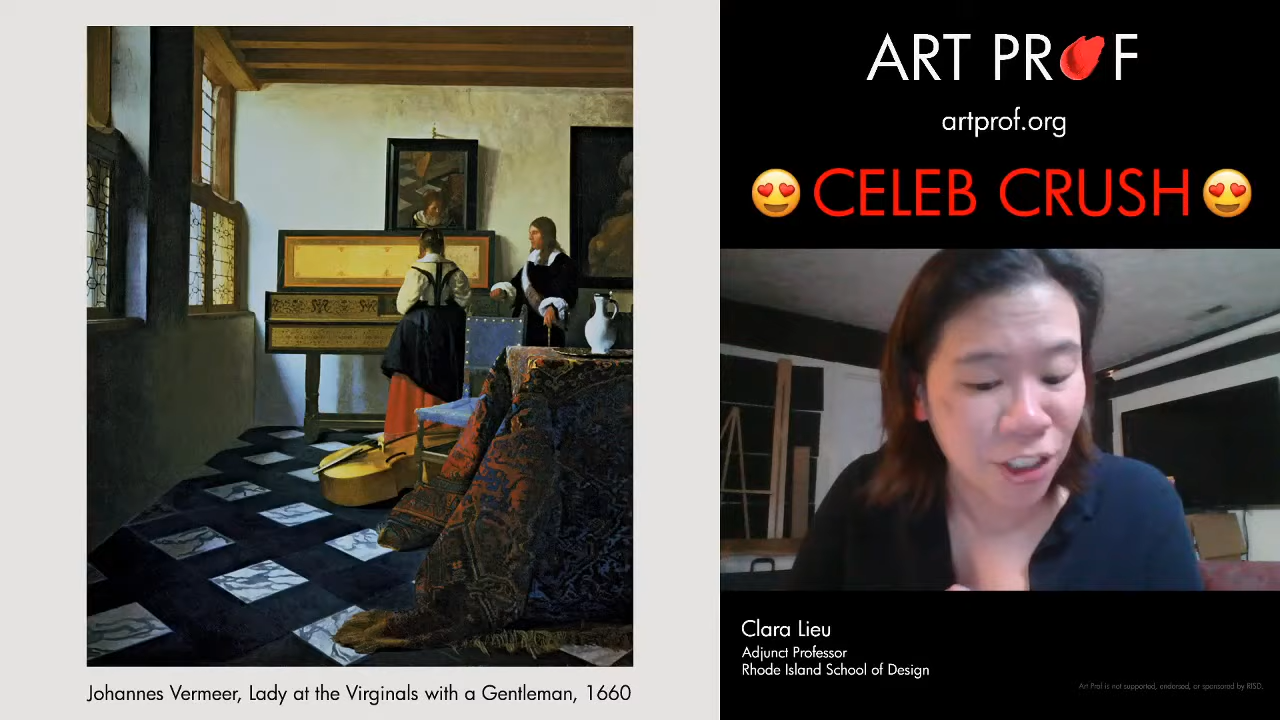 ART PROF
artprof.org
CELEB CRUSH
Clara Lieu
Adjunct Professor
Rhode Island School of Design
Art Prof is not supported, endorsed, or sponsored by RISD.
Johannes Vermeer, Lady at the Virginals with a Gentleman, 1660